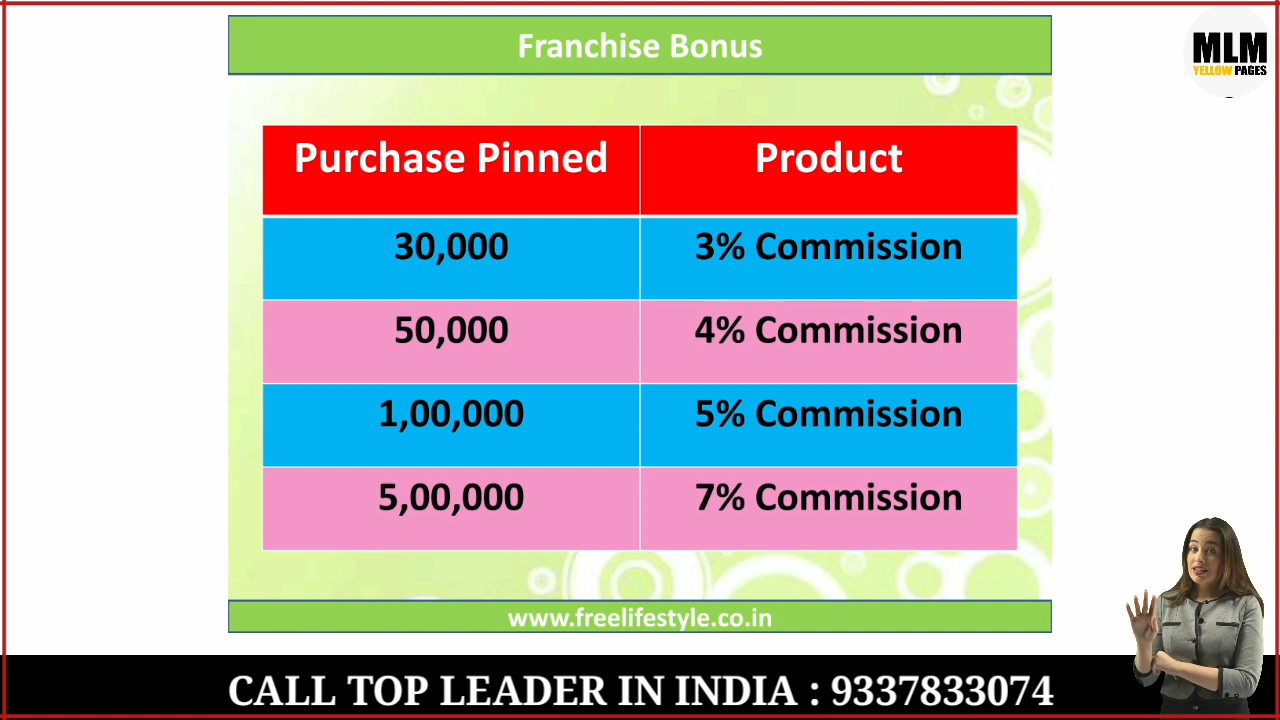 Franchise Bonus
MLM
YELLOW PAGES
Purchase Pinned Product
30,000 3% Commission
50,000 4% Commission
1,00,000 5% Commission
5,00,000 7% Commission
www.freelifestyle.co.in
CALL TOP LEADER IN INDIA : 9337833074